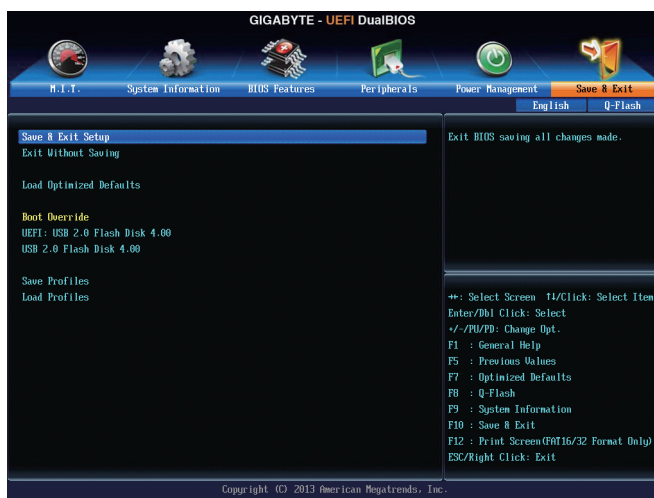 GIGABYTE - UEFI DualBIOS
M.I.T.
System Information
BIOS Features
Peripherals
Power Management
Save & Exit
English
Q-Flash
Save & Exit Setup
Exit Without Saving
Load Optimized Defaults
Boot Override
UEFI: USB 2.0 Flash Disk 4.00
USB 2.0 Flash Disk 4.00
Save Profiles
Load Profiles
Exit BIOS saving all changes made.
→←: Select Screen ↑↓/Click: Select Item
Enter/Dbl Click: Select
+/-/PU/PD: Change Opt.
F1 : General Help
F5 : Previous Values
F7 : Optimized Defaults
F8 : Q-Flash
F9 : System Information
F10 : Save & Exit
F12 : Print Screen(FAT16/32 Format Only)
ESC/Right Click: Exit
Copyright (C) 2013 American Megatrends, Inc.